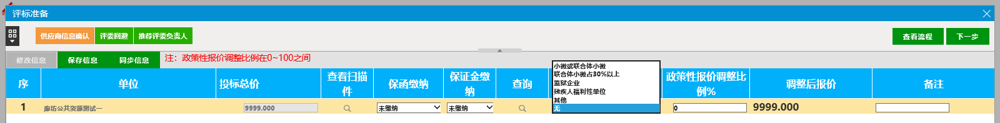 评标准备
供应商信息确认 评委回避 推荐评委负责人 查看流程 下一步
修改信息 保存信息 同步信息 注：政策性报价调整比例在0~100之间
序 单位 投标总价 查看扫描件 保函缴纳 保证金缴纳 查询 政策性报价调整比例% 调整后报价 备注
小微或联合体小微
联合体小微占30%以上
监狱企业
残疾人福利性单位
其他
无
1 廊坊公共资源测试一 9999.000 未缴纳 未缴纳 0 9999.000